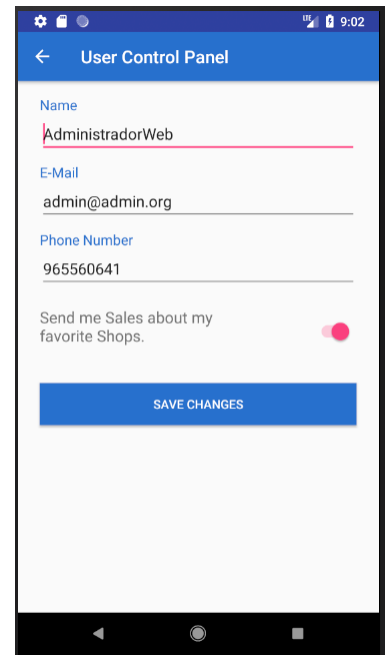 LTE 9:02
User Control Panel
Name
AdministradorWeb
E-Mail
admin@admin.org
Phone Number
965560641
Send me Sales about my
favorite Shops.
SAVE CHANGES